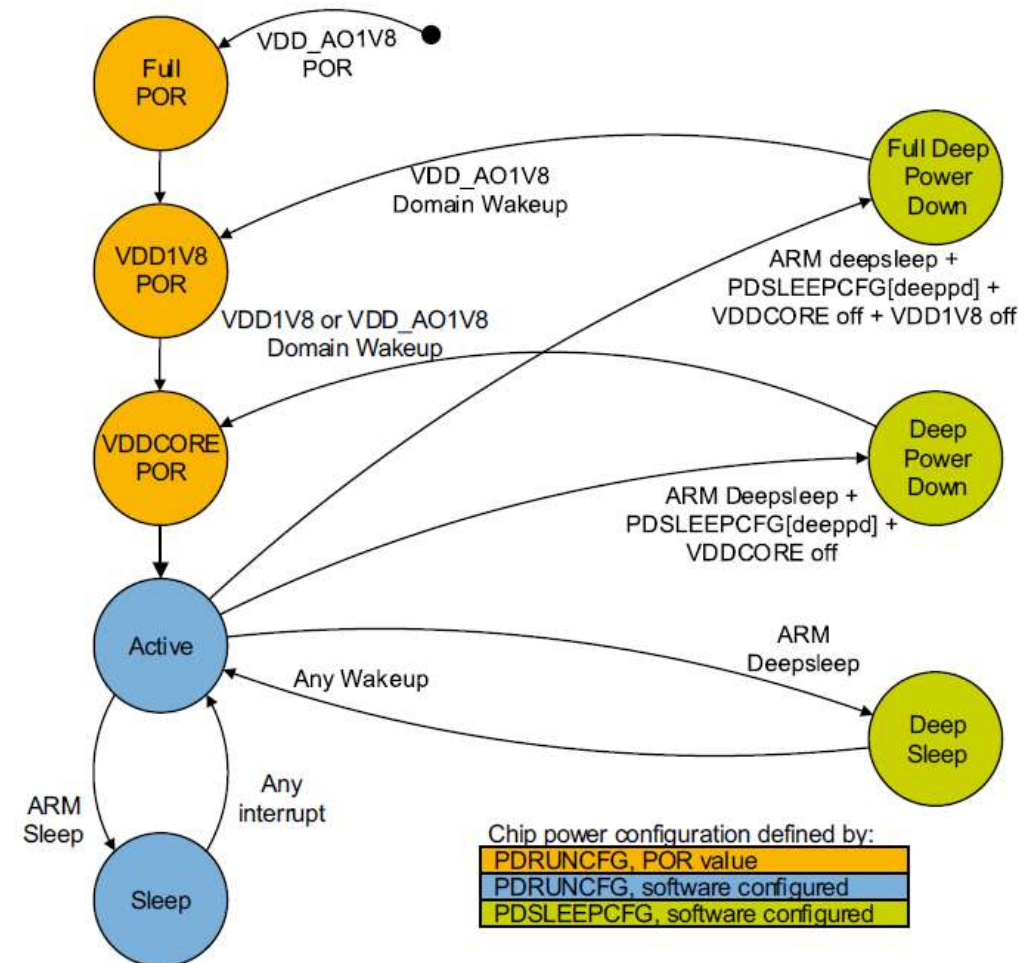 VDD_AO1V8
POR
Full
POR
Full Deep
Power
Down
VDD_AO1V8
Domain Wakeup
VDD1V8
POR
ARM deepsleep +
PDSLEEPCFG[deeppd] +
VDDCORE off + VDD1V8 off
VDD1V8 or VDD_AO1V8
Domain Wakeup
VDDCORE
POR
Deep
Power
Down
ARM Deepsleep +
PDSLEEPCFG[deeppd] +
VDDCORE off
Active
ARM
Deepsleep
Any Wakeup
Deep
Sleep
Any
interrupt
ARM
Sleep
Sleep
Chip power configuration defined by:
PDRUNCFG, POR value
PDRUNCFG, software configured
PDSLEEPCFG, software configured